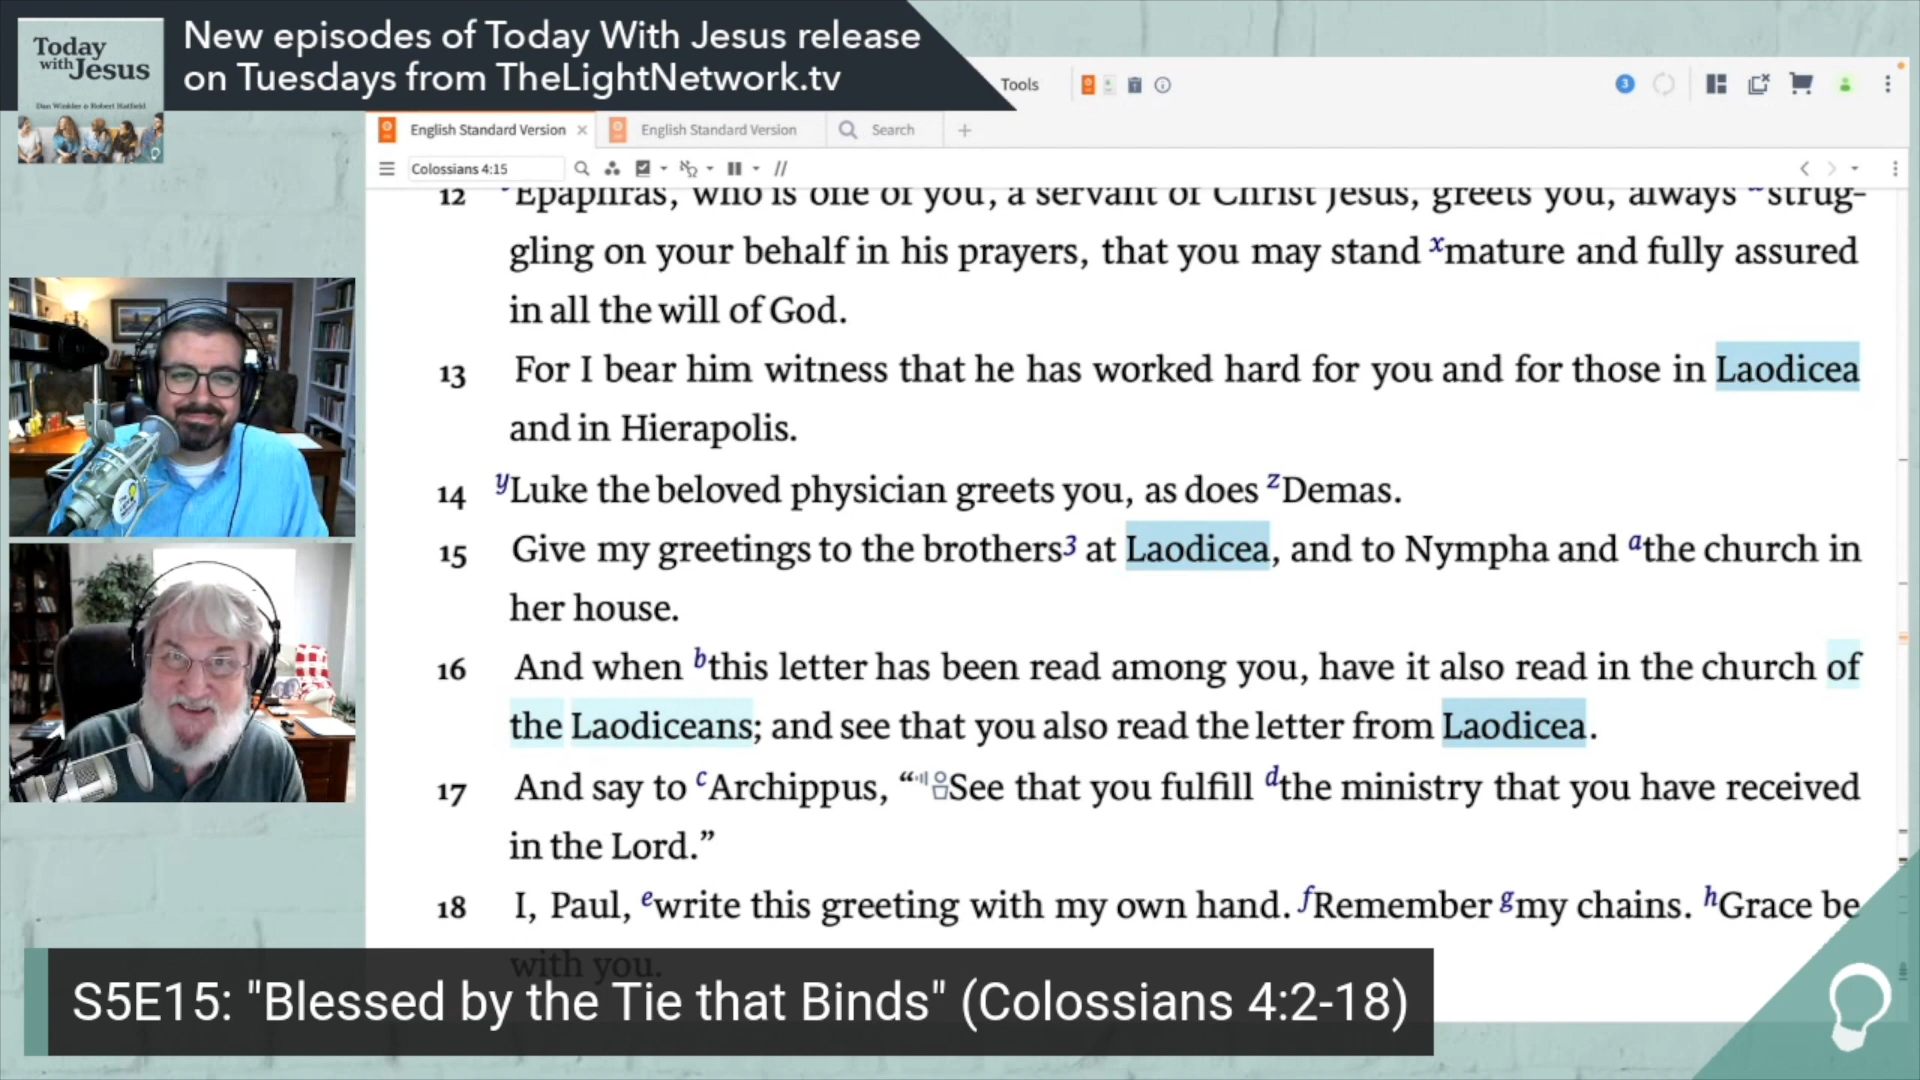 Today
with Jesus
Dan Winkler & Robert Hatfield
New episodes of Today With Jesus release
on Tuesdays from TheLightNetwork.tv
Tools
3
English Standard Version
English Standard Version
Search
Colossians 4:15
12 Epaphras, who is one of you, a servant of Christ Jesus, greets you, always strug-
gling on your behalf in his prayers, that you may stand xmature and fully assured
in all the will of God.
13 For I bear him witness that he has worked hard for you and for those in Laodicea
and in Hierapolis.
14 yLuke the beloved physician greets you, as does zDemas.
15 Give my greetings to the brothers3 at Laodicea, and to Nympha and athe church in
her house.
16 And when bthis letter has been read among you, have it also read in the church of
the Laodiceans; and see that you also read the letter from Laodicea.
17 And say to cArchippus, “See that you fulfill dthe ministry that you have received
in the Lord.”
18 I, Paul, ewrite this greeting with my own hand. fRemember gmy chains. hGrace be
with you.
S5E15: "Blessed by the Tie that Binds" (Colossians 4:2-18)